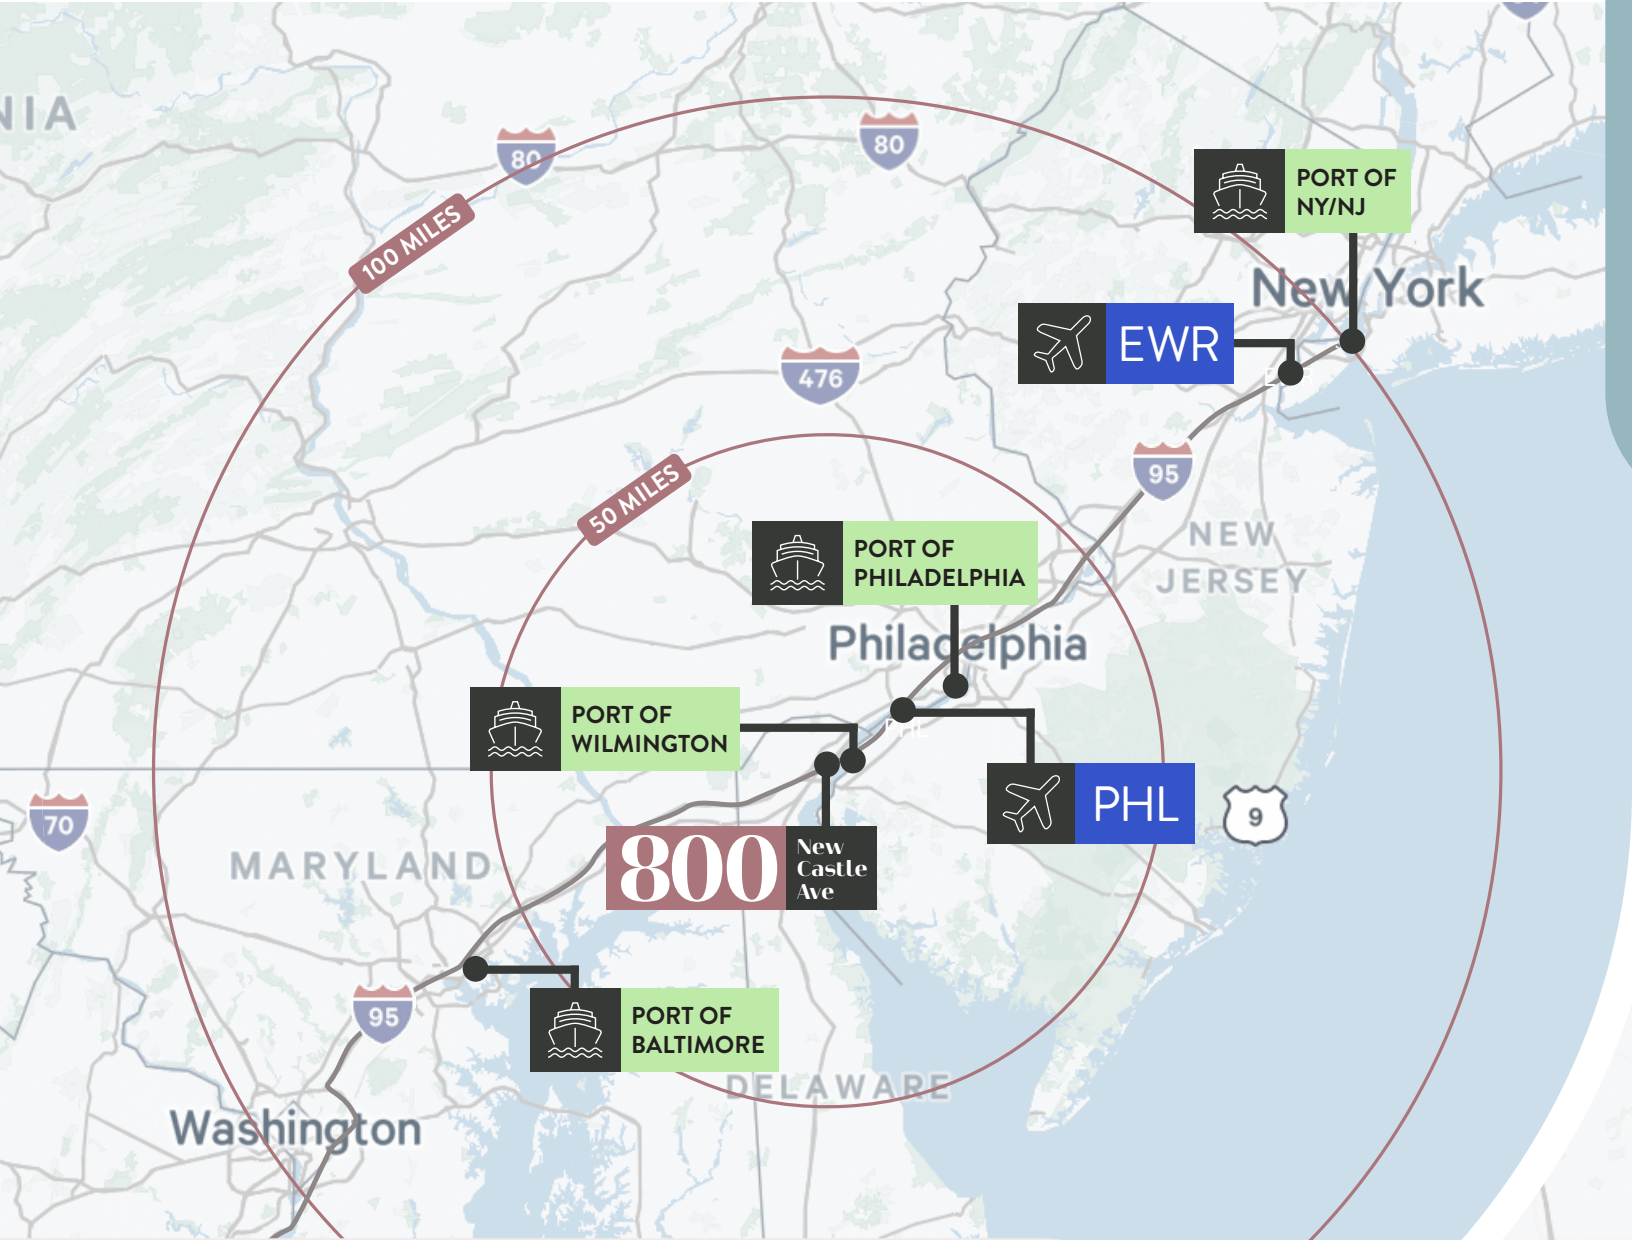 NIA
80
80
PORT OF
NY/NJ
100 MILES
New York
EWR
476
95
50 MILES
NEW
JERSEY
PORT OF
PHILADELPHIA
Philadelphia
PORT OF
WILMINGTON
PHL
PHL
9
70
MARYLAND
800
New
Castle
Ave
95
PORT OF
BALTIMORE
DELAWARE
Washington